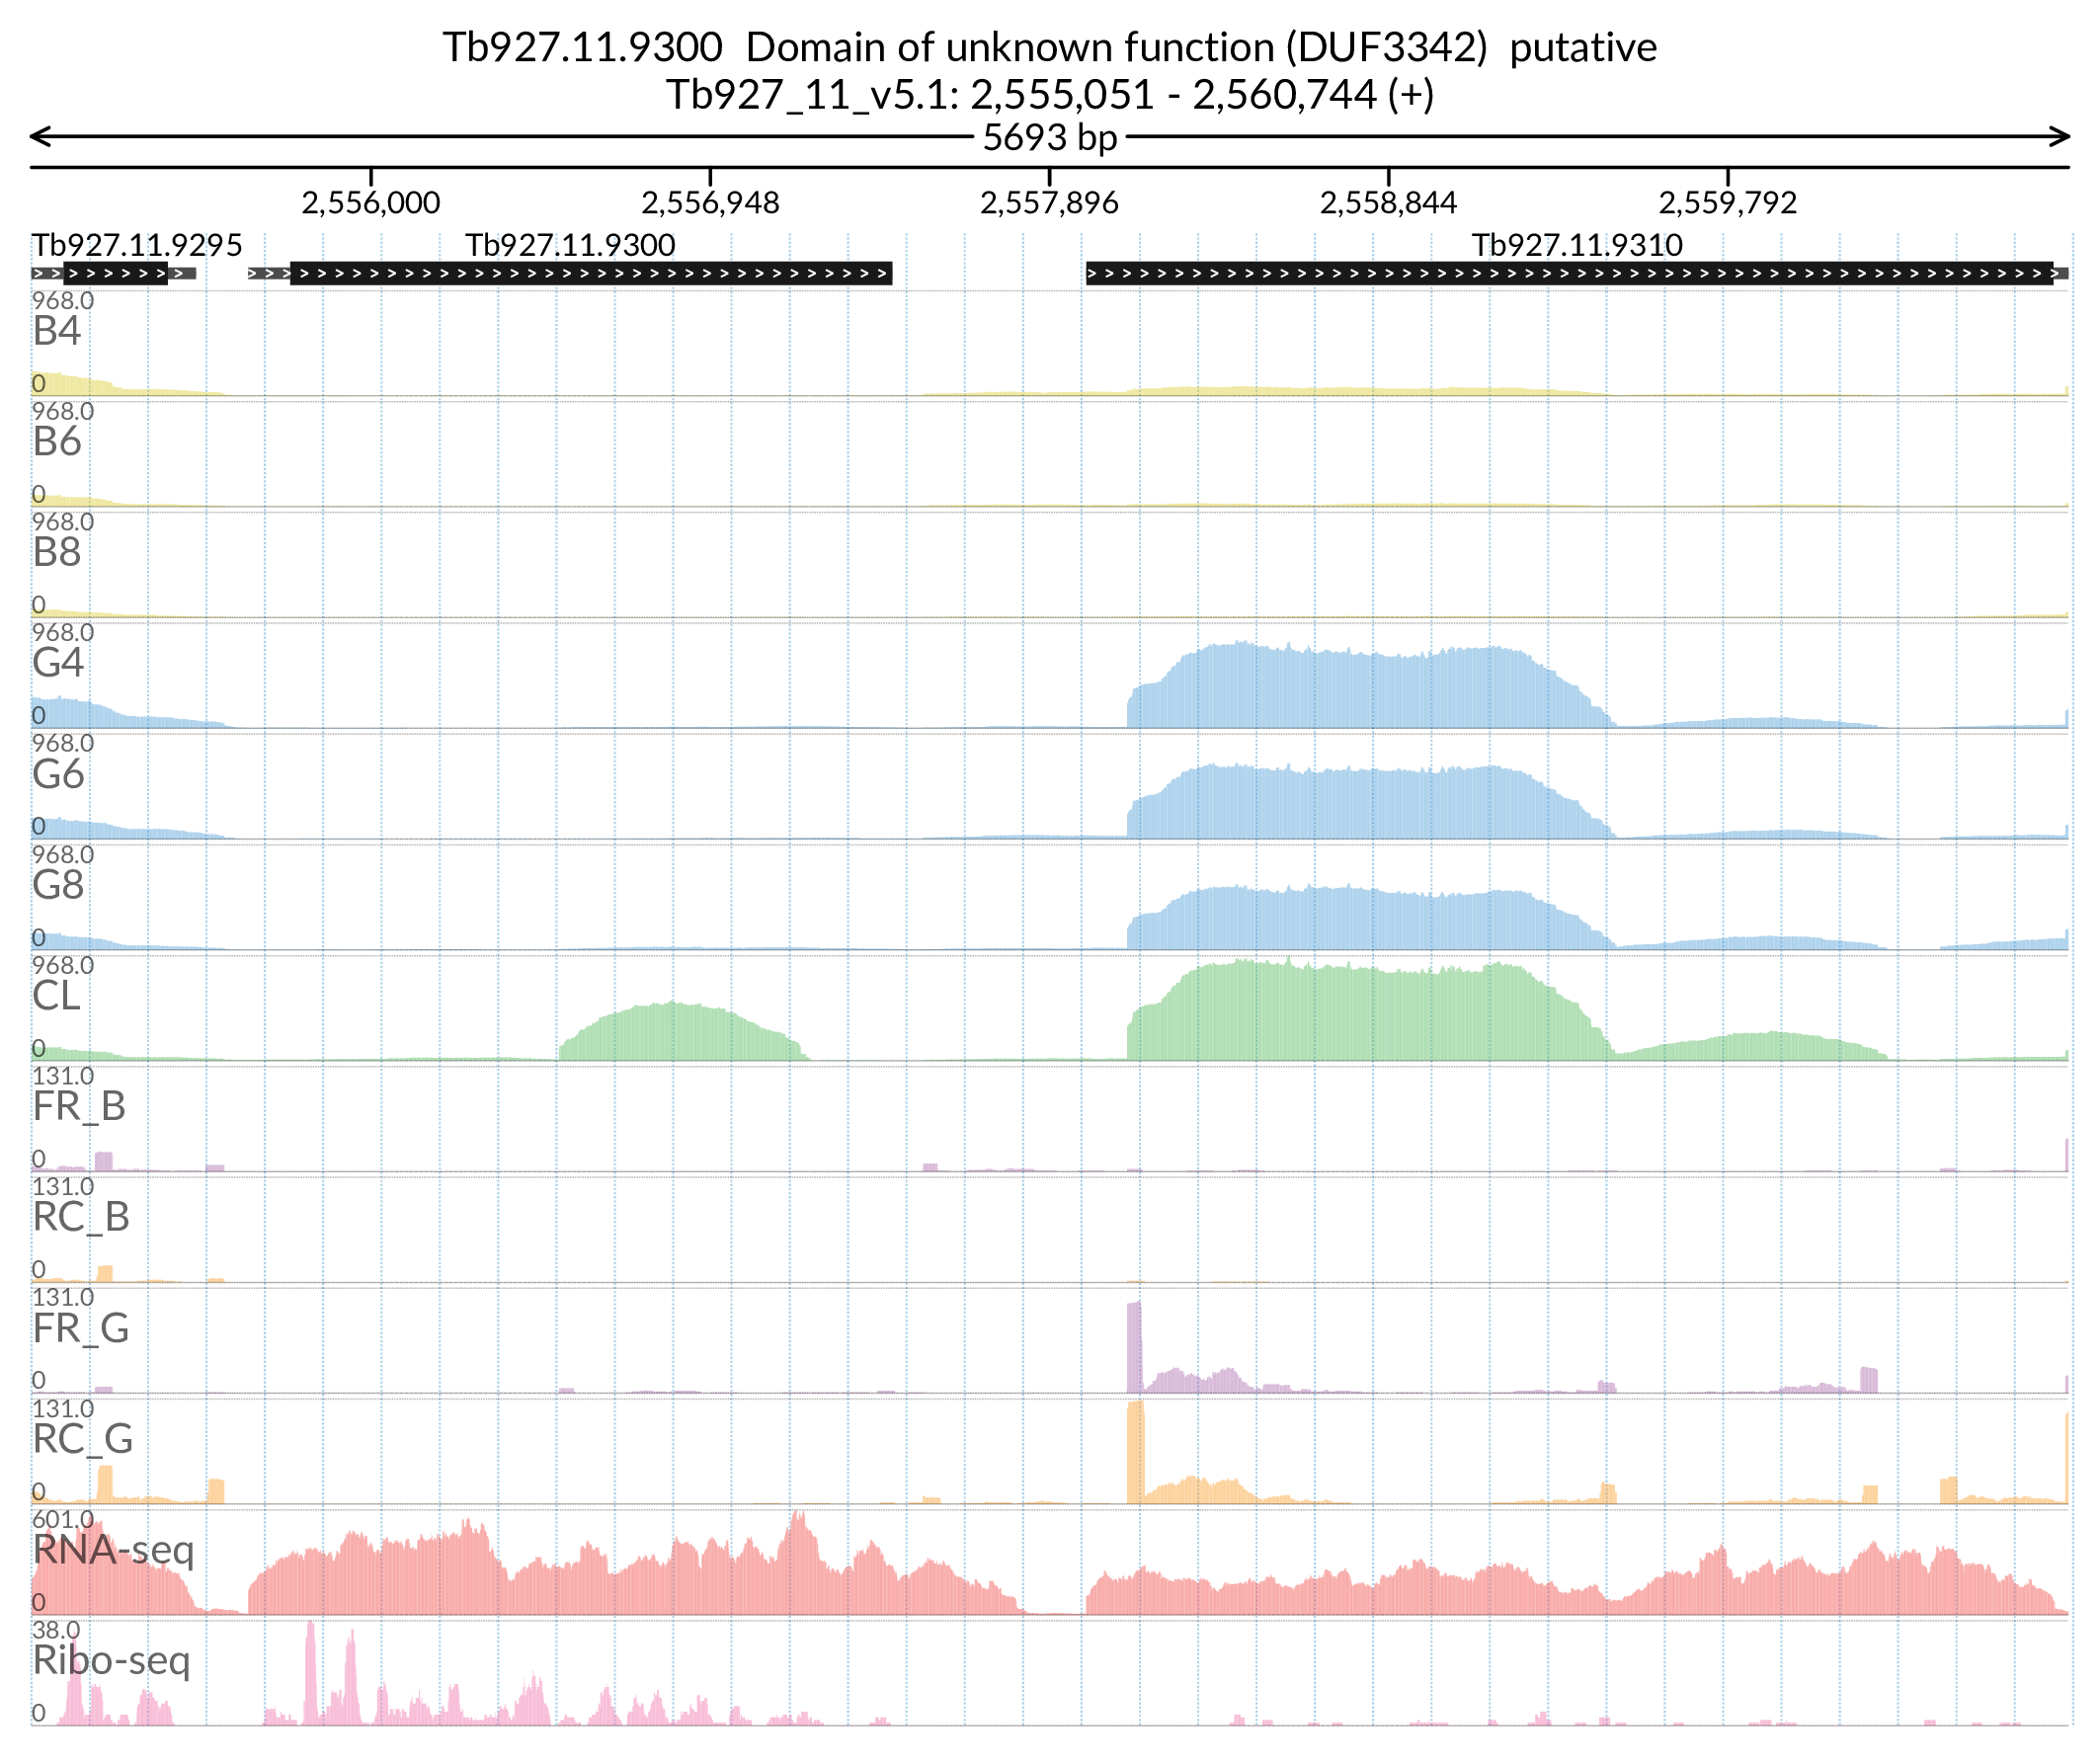 Tb927.11.9300  Domain of unknown function (DUF3342)  putative
Tb927_11_v5.1: 2,555,051 - 2,560,744 (+)
5693 bp
2,556,000 2,556,948 2,557,896 2,558,844 2,559,792
Tb927.11.9295 Tb927.11.9300 Tb927.11.9310
968.0
B4
0
968.0
B6
0
968.0
B8
0
968.0
G4
0
968.0
G6
0
968.0
G8
0
968.0
CL
0
131.0
FR_B
0
131.0
RC_B
0
131.0
FR_G
0
131.0
RC_G
0
601.0
RNA-seq
0
38.0
Ribo-seq
0